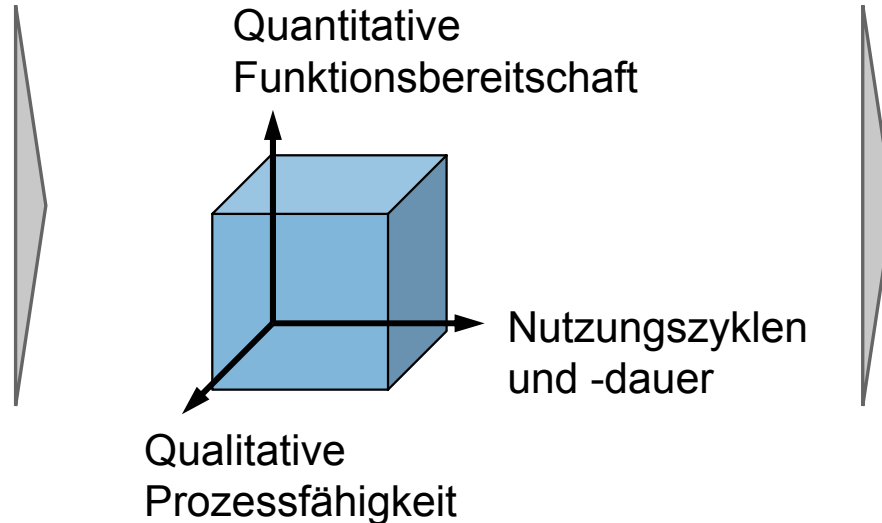 Quantitative
Funktionsbereitschaft
Nutzungszyklen
und -dauer
Qualitative
Prozessfähigkeit